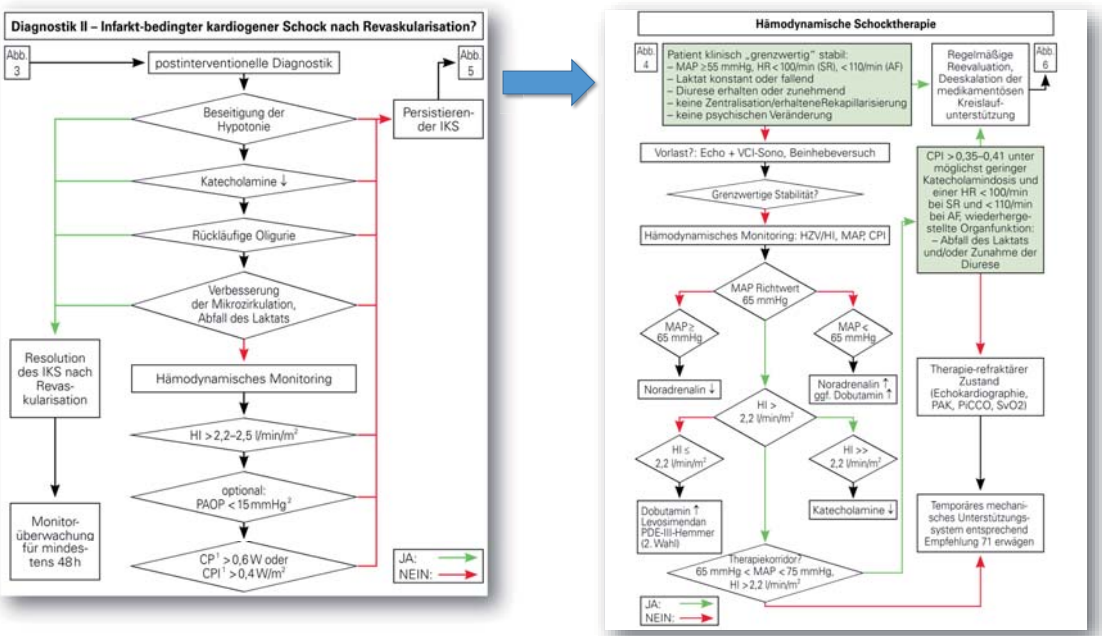 Diagnostik II – Infarkt-bedingter kardiogener Schock nach Revaskularisation?
Abb.
3
postinterventionelle Diagnostik
Abb.
5
Beseitigung der
Hypotonie
Persistieren-
der IKS
Katecholamine ↓
Rückläufige Oligurie
Verbesserung
der Mikrozirkulation,
Abfall des Laktats
Resolution
des IKS nach
Revas-
kularisation
Hämodynamisches Monitoring
HI > 2,2–2,5 l/min/m²
optional:
PAOP < 15 mmHg²
Monitor-
überwachung
für mindes-
tens 48 h
CP¹ > 0,6 W oder
CPI¹ > 0,4 W/m²
JA:
NEIN:
Hämodynamische Schocktherapie
Abb.
4
Patient klinisch „grenzwertig" stabil:
– MAP ≥ 55 mmHg, HR < 100/min (SR), < 110/min (AF)
– Laktat konstant oder fallend
– Diurese erhalten oder zunehmend
– keine Zentralisation/erhalteneRekapillarisierung
– keine psychischen Veränderung
Regelmäßige
Reevaluation,
Deeskalation der
medikamentösen
Kreislauf-
unterstützung
Abb.
6
Vorlast?: Echo + VCI-Sono, Beinhebeversuch
Grenzwertige Stabilität?
Hämodynamisches Monitoring: HZV/HI, MAP, CPI
CPI > 0,35–0,41 unter
möglichst geringer
Katecholamindosis und
einer HR < 100/min
bei SR und < 110/min
bei AF, wiederherge-
stellte Organfunktion:
– Abfall des Laktats
und/oder Zunahme der
Diurese
MAP Richtwert
65 mmHg
MAP ≥
65 mmHg
MAP <
65 mmHg
Noradrenalin ↓
Noradrenalin ↑
ggf. Dobutamin ↑
Therapie-refraktärer
Zustand
(Echokardiographie,
PAK, PiCCO, SvO2)
HI >
2,2 l/min/m²
HI ≤
2,2 l/min/m²
HI >>
2,2 l/min/m²
Dobutamin ↑
Levosimendan
PDE-III-Hemmer
(2. Wahl)
Katecholamine ↓
Temporäres mechani-
sches Unterstützungs-
system entsprechend
Empfehlung 71 erwägen
Therapiekorridor?
65 mmHg < MAP < 75 mmHg,
HI > 2,2 l/min/m²
JA:
NEIN: